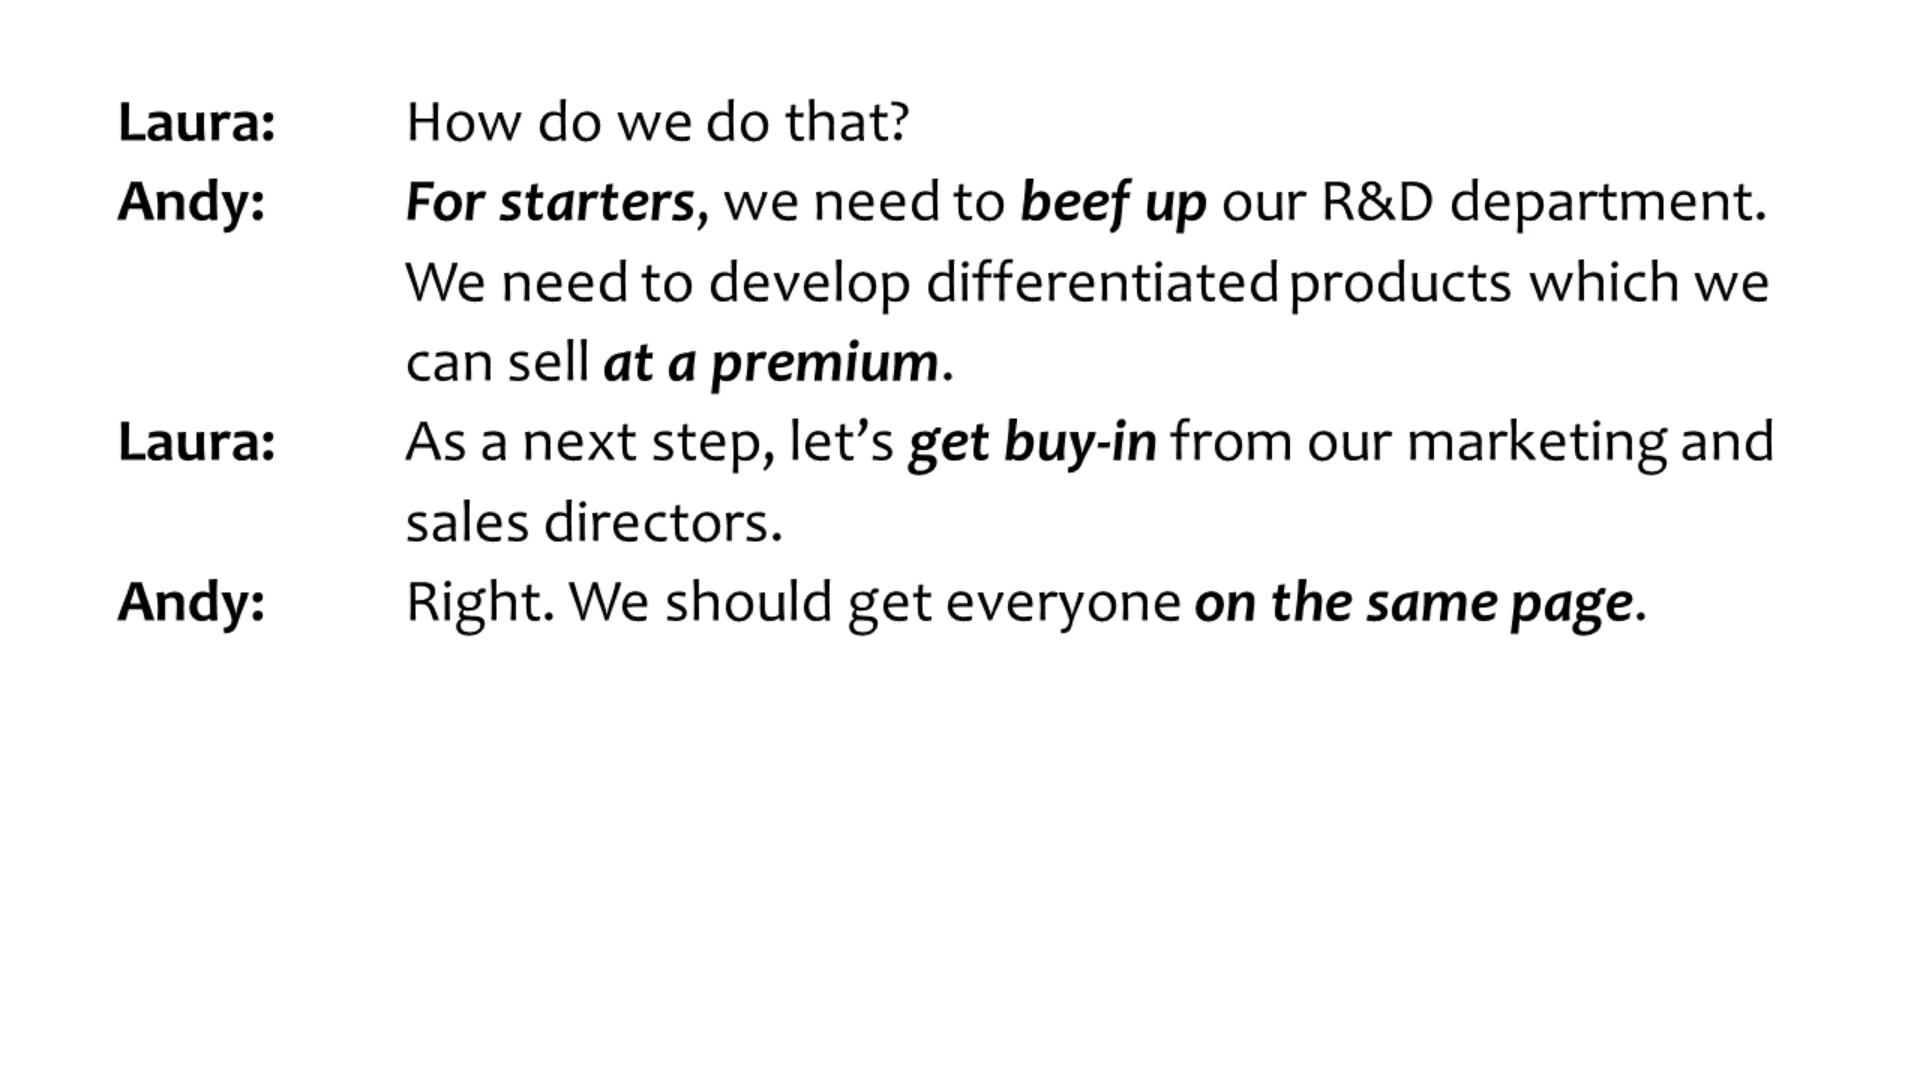 Laura: How do we do that?
Andy: For starters, we need to beef up our R&D department.
We need to develop differentiated products which we
can sell at a premium.
Laura: As a next step, let’s get buy-in from our marketing and
sales directors.
Andy: Right. We should get everyone on the same page.